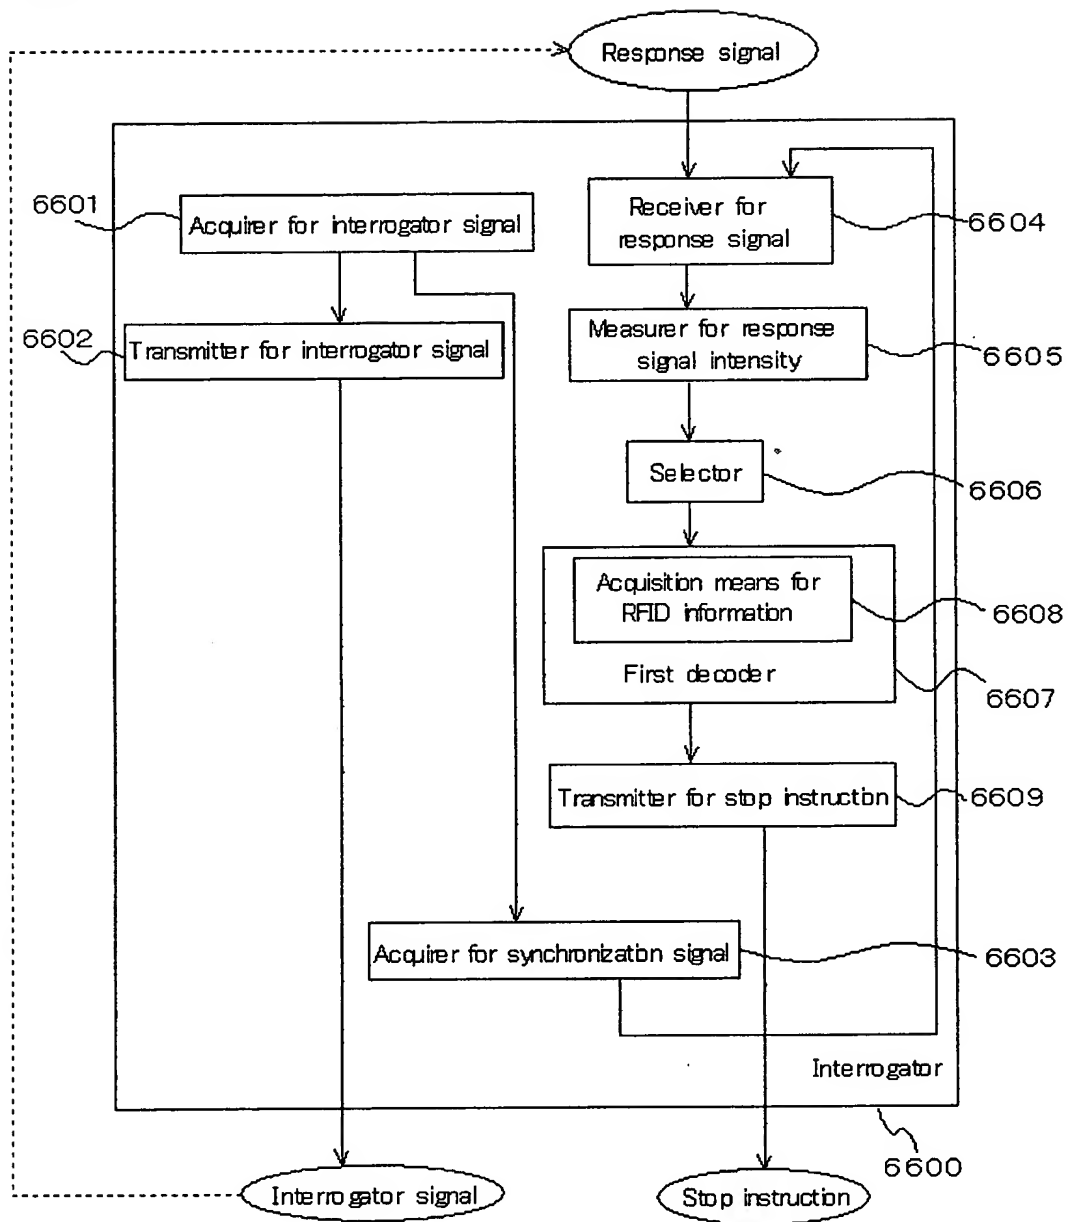 Response signal
6601
Acquirer for interrogator signal
Receiver for
response signal
6604
6602
Transmitter for interrogator signal
Measurer for response
signal intensity
6605
Selector
6606
Acquisition means for
RFID information
6608
First decoder
6607
Transmitter for stop instruction
6609
Acquirer for synchronization signal
6603
Interrogator
6600
Interrogator signal
Stop instruction